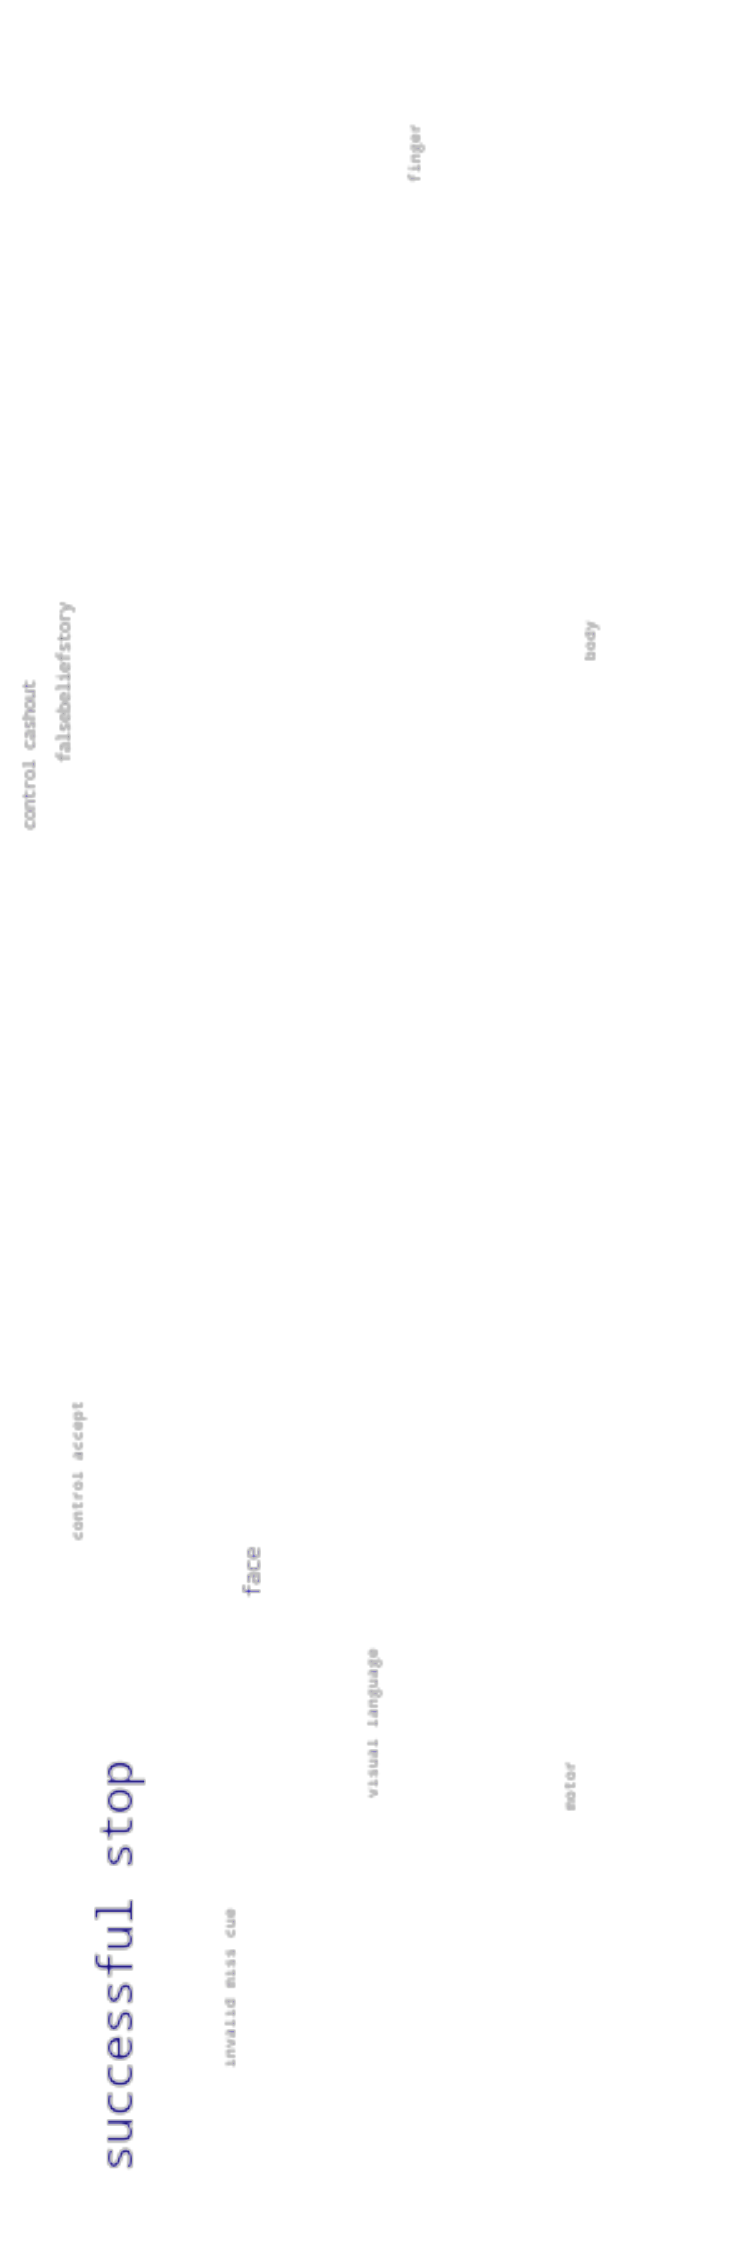 finger
falsebeliefstory
body
control cashout
control accept
face
visual language
successful stop
motor
invalid miss cue